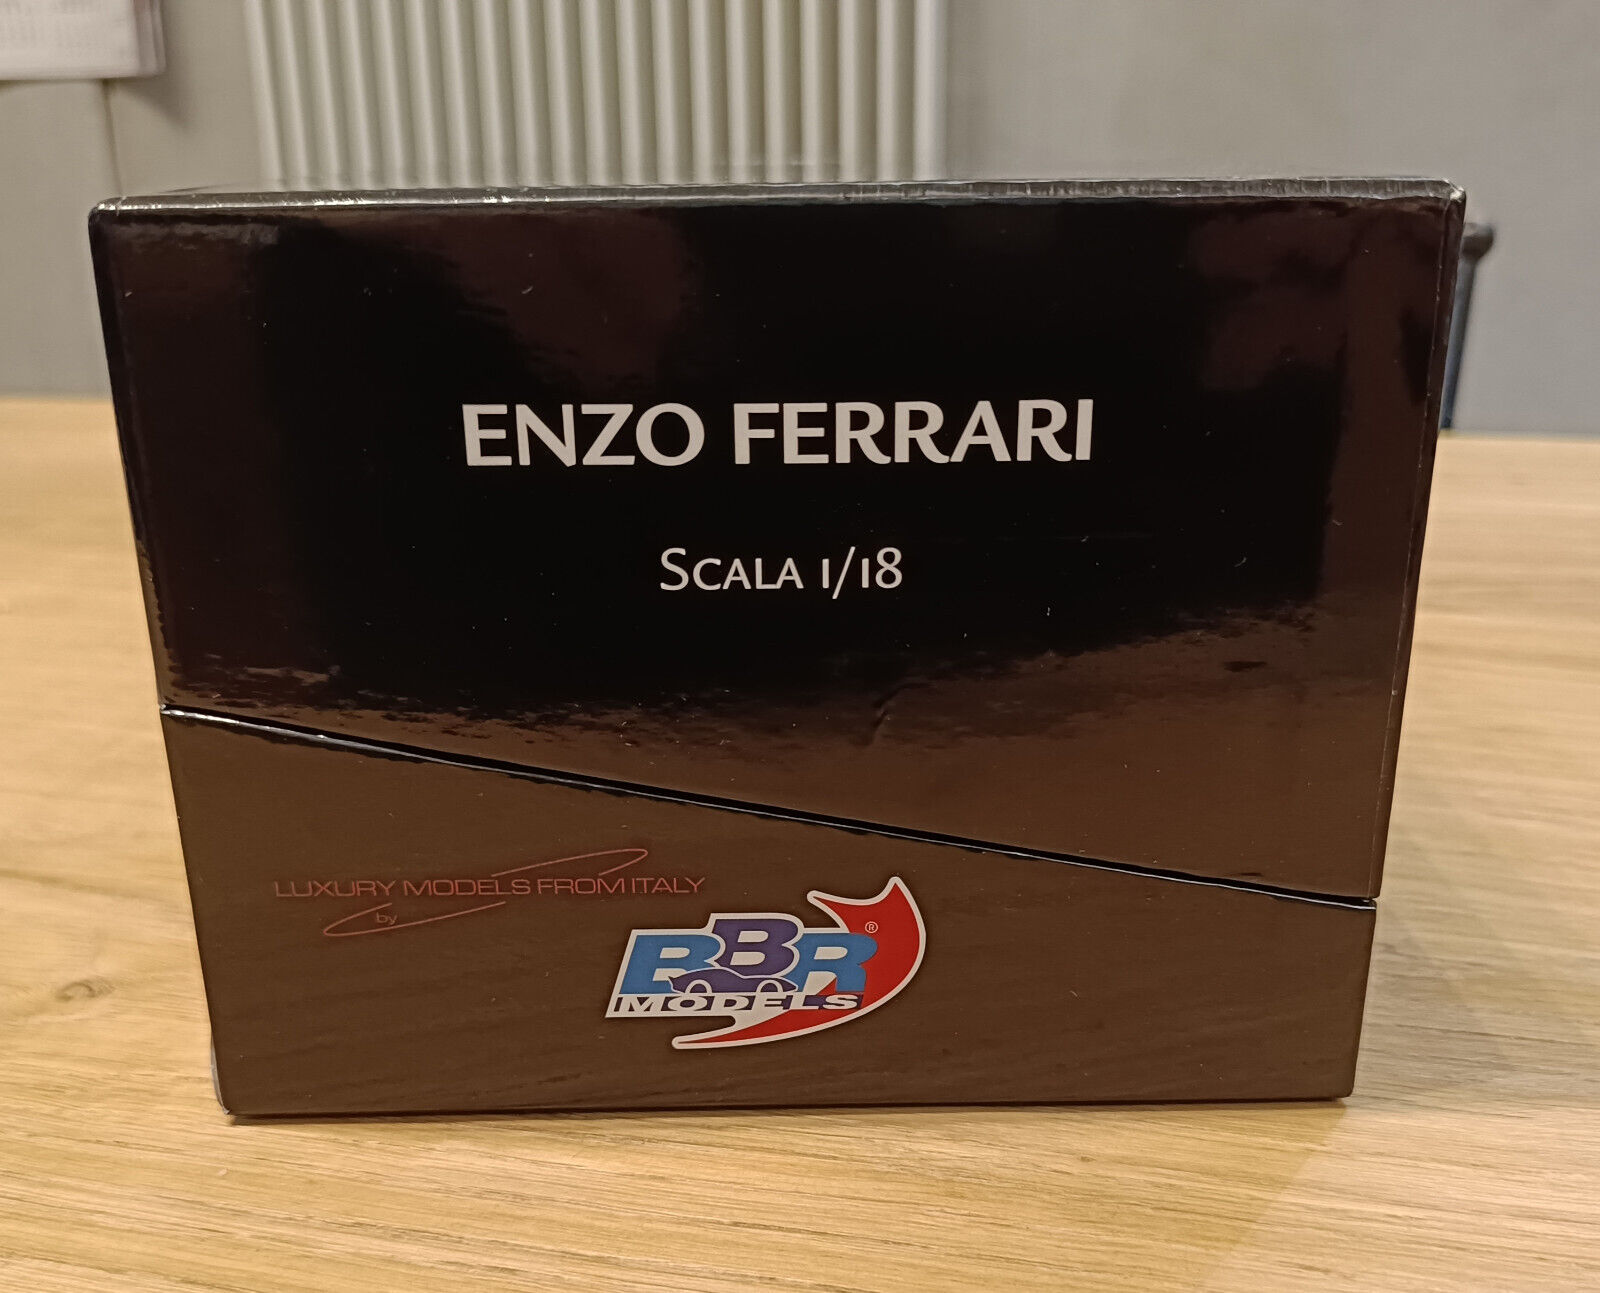 ENZO FERRARI
SCALA 1/18
LUXURY MODELS FROM ITALY
by
BBR®
MODELS